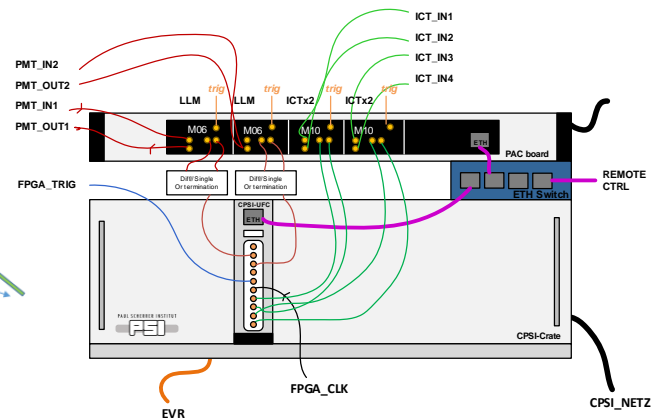 ICT_IN1
ICT_IN2
ICT_IN3
ICT_IN4
PMT_IN2
PMT_OUT2
PMT_IN1
PMT_OUT1
trig
trig
trig
trig
LLM
LLM
ICTx2
ICTx2
M06
M06
M10
M10
ETH
PAC board
REMOTE
CTRL
ETH Switch
Diff/Single
Or termination
Diff/Single
Or termination
FPGA_TRIG
CPSI-UFC
ETH
PAUL SCHERRER INSTITUT
PSI
CPSI-Crate
FPGA_CLK
EVR
CPSI_NETZ